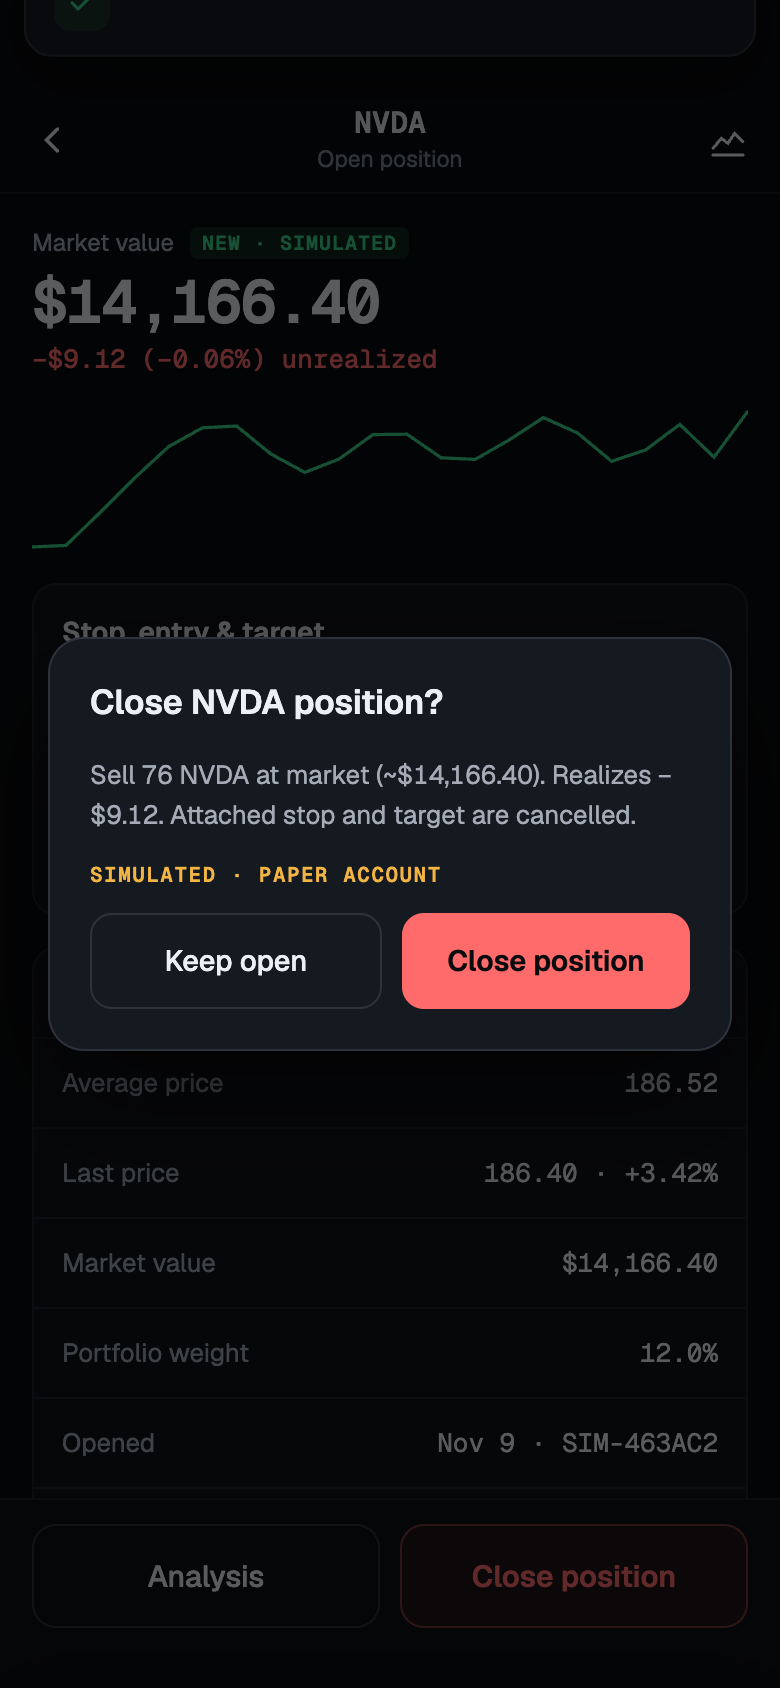 NVDA
Open position
Market value NEW · SIMULATED
$14,166.40
−$9.12 (−0.06%) unrealized
Stop, entry & target
Close NVDA position?
Sell 76 NVDA at market (~$14,166.40). Realizes −
$9.12. Attached stop and target are cancelled.
SIMULATED · PAPER ACCOUNT
Keep open Close position
Average price 186.52
Last price 186.40 · +3.42%
Market value $14,166.40
Portfolio weight 12.0%
Opened Nov 9 · SIM-463AC2
Analysis Close position